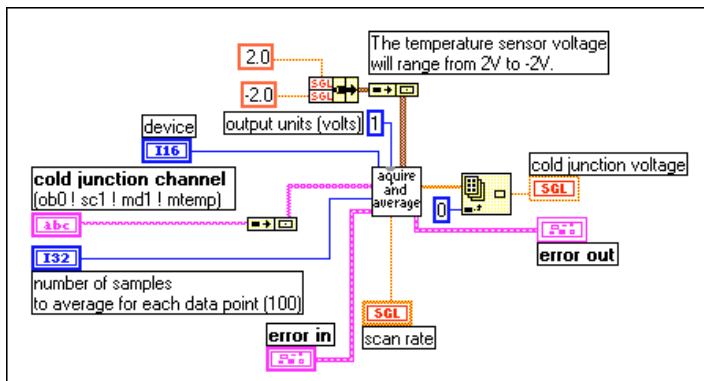 The temperature sensor voltage
will range from 2V to -2V.
2.0
SGL
SGL
-2.0
output units (volts)
1
device
I16
cold junction channel
(ob0 ! sc1 ! md1 ! mtemp)
abc
aquire
and
average
0
cold junction voltage
SGL
error out
I32
number of samples
to average for each data point (100)
error in
SGL
scan rate